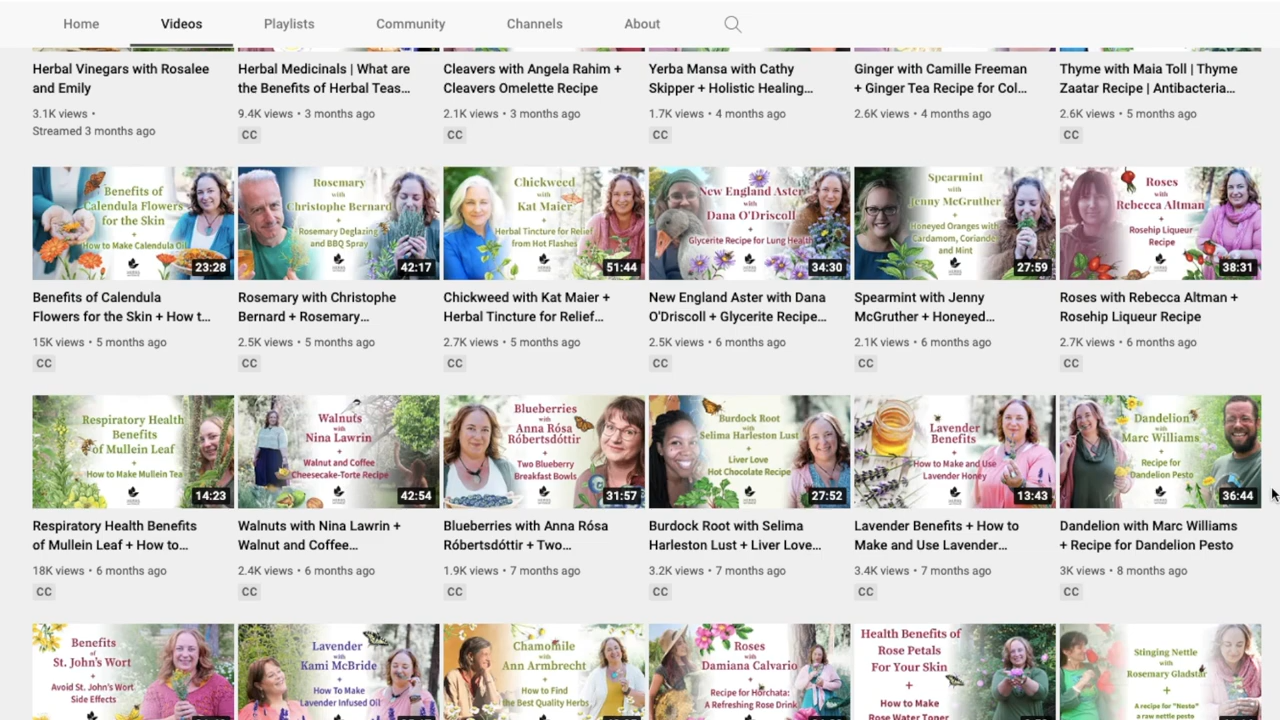 Home Videos Playlists Community Channels About
Herbal Vinegars with Rosalee
and Emily
3.1K views •
Streamed 3 months ago
Herbal Medicinals | What are
the Benefits of Herbal Teas...
9.4K views • 3 months ago
CC
Cleavers with Angela Rahim +
Cleavers Omelette Recipe
2.1K views • 3 months ago
CC
Yerba Mansa with Cathy
Skipper + Holistic Healing...
1.7K views • 4 months ago
CC
Ginger with Camille Freeman
+ Ginger Tea Recipe for Col...
2.6K views • 4 months ago
Thyme with Maia Toll | Thyme
Zaatar Recipe | Antibacteria...
2.6K views • 5 months ago
CC
Benefits of
Calendula Flowers
for the Skin
+
How to Make Calendula Oil
23:28
Benefits of Calendula
Flowers for the Skin + How t...
15K views • 5 months ago
CC
Rosemary
with
Christophe Bernard
+
Rosemary Deglazing
and BBQ Spray
42:17
Rosemary with Christophe
Bernard + Rosemary...
2.5K views • 5 months ago
CC
Chickweed
with
Kat Maier
+
Herbal Tincture for Relief
from Hot Flashes
51:44
Chickweed with Kat Maier +
Herbal Tincture for Relief...
2.7K views • 5 months ago
CC
New England Aster
with
Dana O'Driscoll
+
Glycerite Recipe for Lung Health
34:30
New England Aster with Dana
O'Driscoll + Glycerite Recipe...
2.5K views • 6 months ago
CC
Spearmint
with
Jenny McGruther
+
Honeyed Oranges with
Cardamom, Coriander
and Mint
27:59
Spearmint with Jenny
McGruther + Honeyed...
2.1K views • 6 months ago
CC
Roses
with
Rebecca Altman
+
Rosehip Liqueur
Recipe
38:31
Roses with Rebecca Altman +
Rosehip Liqueur Recipe
2.7K views • 6 months ago
CC
Respiratory Health
Benefits
of Mullein Leaf
+
How to Make Mullein Tea
14:23
Respiratory Health Benefits
of Mullein Leaf + How to...
18K views • 6 months ago
CC
Walnuts
with
Nina Lawrin
+
Walnut and Coffee
Cheesecake-Torte Recipe
42:54
Walnuts with Nina Lawrin +
Walnut and Coffee...
2.4K views • 6 months ago
CC
Blueberries
with
Anna Rósa
Róbertsdóttir
+
Two Blueberry
Breakfast Bowls
31:57
Blueberries with Anna Rósa
Róbertsdóttir + Two...
1.9K views • 7 months ago
CC
Burdock Root
with
Selima Harleston Lust
+
Liver Love
Hot Chocolate Recipe
27:52
Burdock Root with Selima
Harleston Lust + Liver Love...
3.2K views • 7 months ago
CC
Lavender
Benefits
+
How to Make and Use
Lavender Honey
13:43
Lavender Benefits + How to
Make and Use Lavender...
3.4K views • 7 months ago
CC
Dandelion
with
Marc Williams
+
Recipe for
Dandelion Pesto
36:44
Dandelion with Marc Williams
+ Recipe for Dandelion Pesto
3K views • 8 months ago
CC
Benefits
of
St. John's Wort
+
Avoid St. John's Wort
Side Effects
Lavender
with
Kami McBride
+
How To Make
Lavender Infused Oil
Chamomile
with
Ann Armbrecht
+
How to Find
the Best Quality Herbs
Roses
with
Damiana Calvario
+
Recipe for Horchata:
A Refreshing Rose Drink
Health Benefits of
Rose Petals
For Your Skin
+
How to Make
Rose Water Toner
Stinging Nettle
with
Rosemary Gladstar
+
A recipe for "Nesto"
a raw nettle pesto